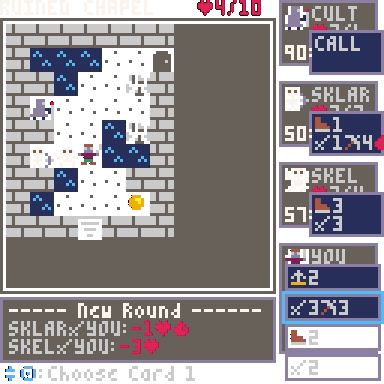 RUINED CHAPEL
4/10
CULT
90
CALL
SKLAR
50
1
1 4
SKEL
57
3
3
YOU
2
3 3
2
2
----- New Round -----
SKLAR YOU: -1
SKEL YOU: -3
: Choose Card 1